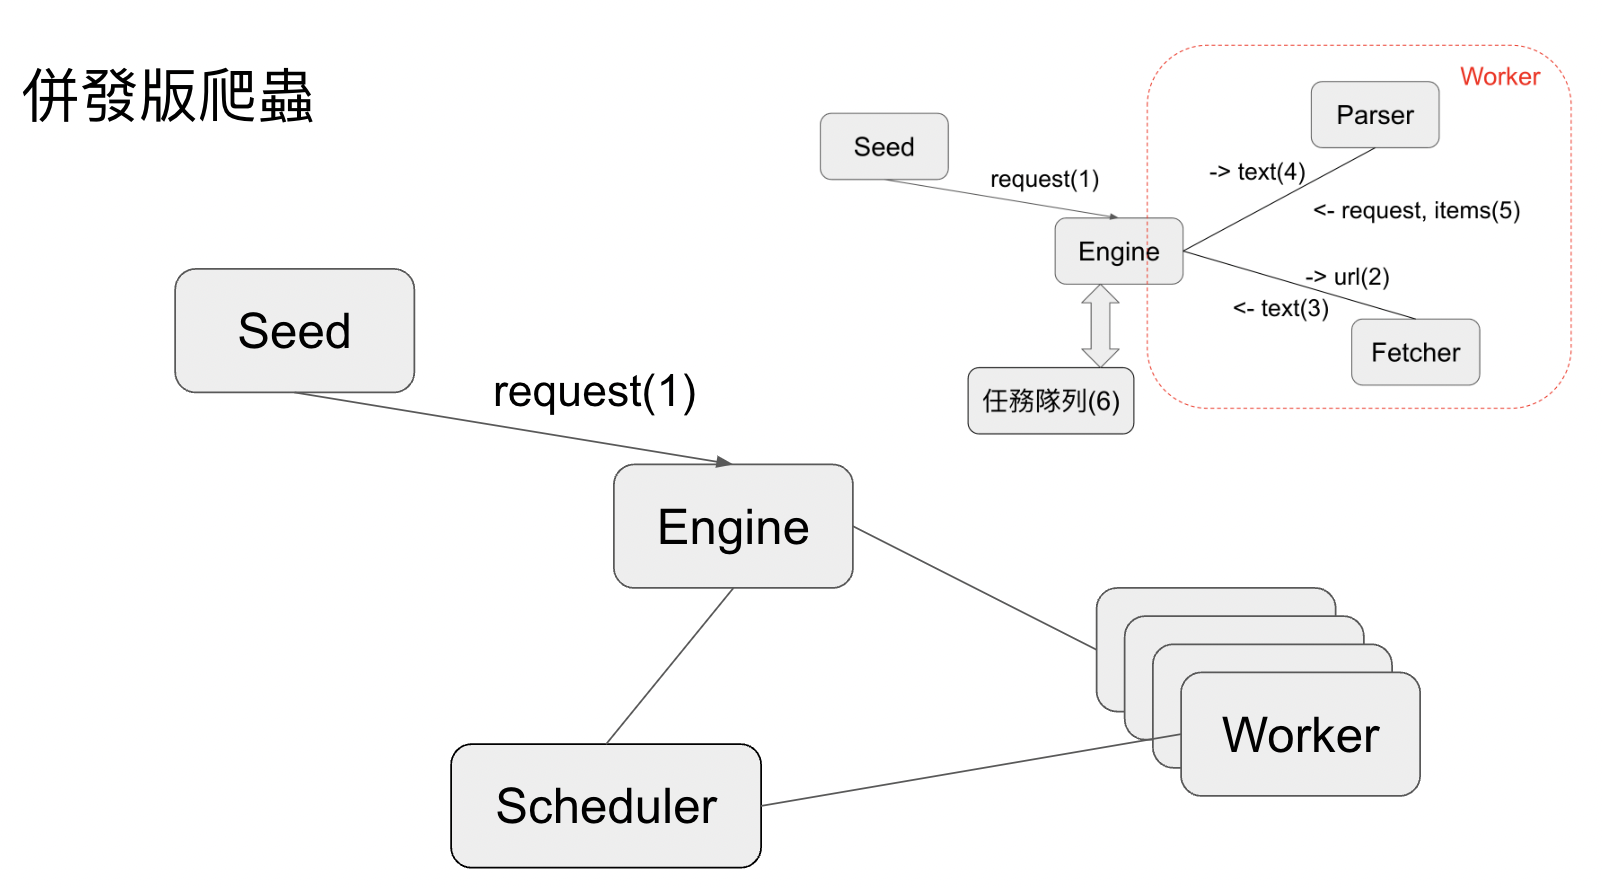 併發版爬蟲
Worker
Parser
Seed
request(1)
-> text(4)
<- request, items(5)
Engine
-> url(2)
<- text(3)
Fetcher
任務隊列(6)
Seed
request(1)
Engine
Worker
Scheduler